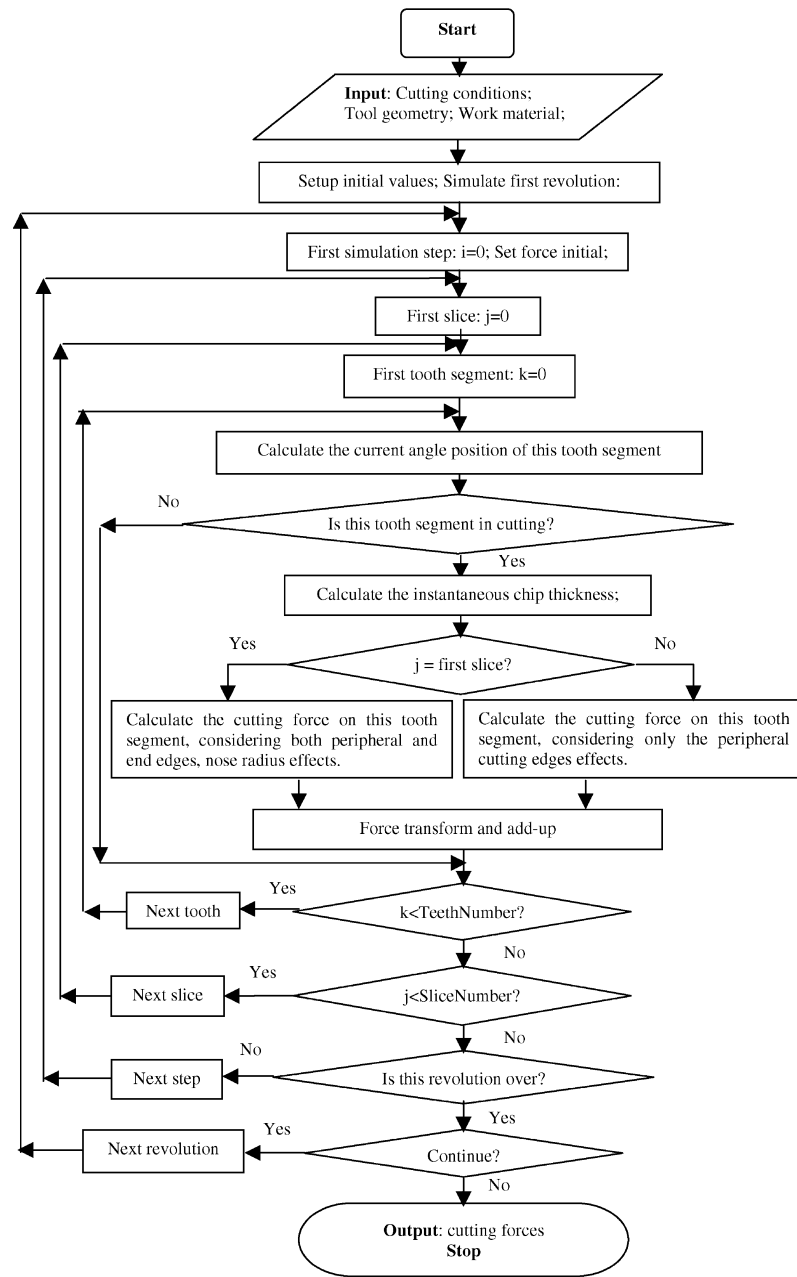 Start
Input: Cutting conditions;
Tool geometry; Work material;
Setup initial values; Simulate first revolution:
First simulation step: i=0; Set force initial;
First slice: j=0
First tooth segment: k=0
Calculate the current angle position of this tooth segment
No
Is this tooth segment in cutting?
Yes
Calculate the instantaneous chip thickness;
Yes
j = first slice?
No
Calculate the cutting force on this tooth
segment, considering both peripheral and
end edges, nose radius effects.
Calculate the cutting force on this tooth
segment, considering only the peripheral
cutting edges effects.
Force transform and add-up
Yes
Next tooth
k<TeethNumber?
No
Yes
Next slice
j<SliceNumber?
No
No
Next step
Is this revolution over?
Yes
Yes
Next revolution
Continue?
No
Output: cutting forces
Stop